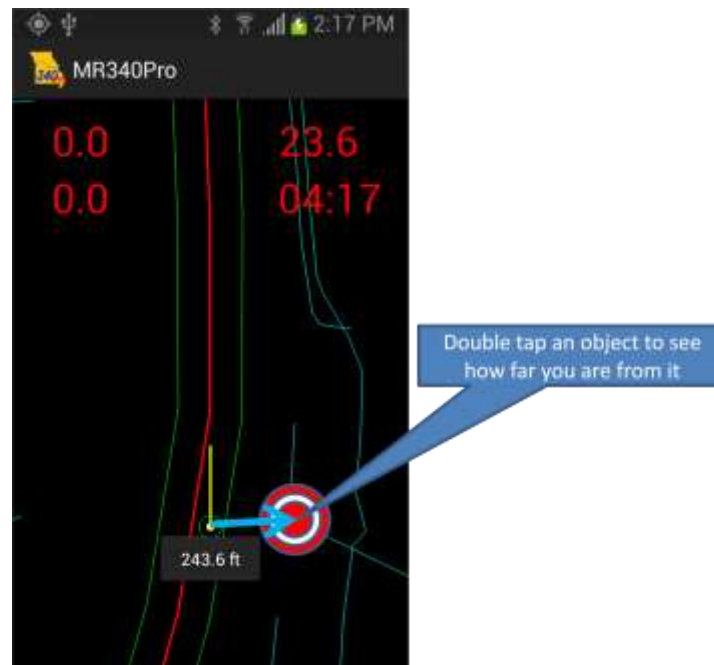 2:17 PM
340
MR340Pro
0.0 23.6
0.0 04:17
Double tap an object to see
how far you are from it
243.6 ft